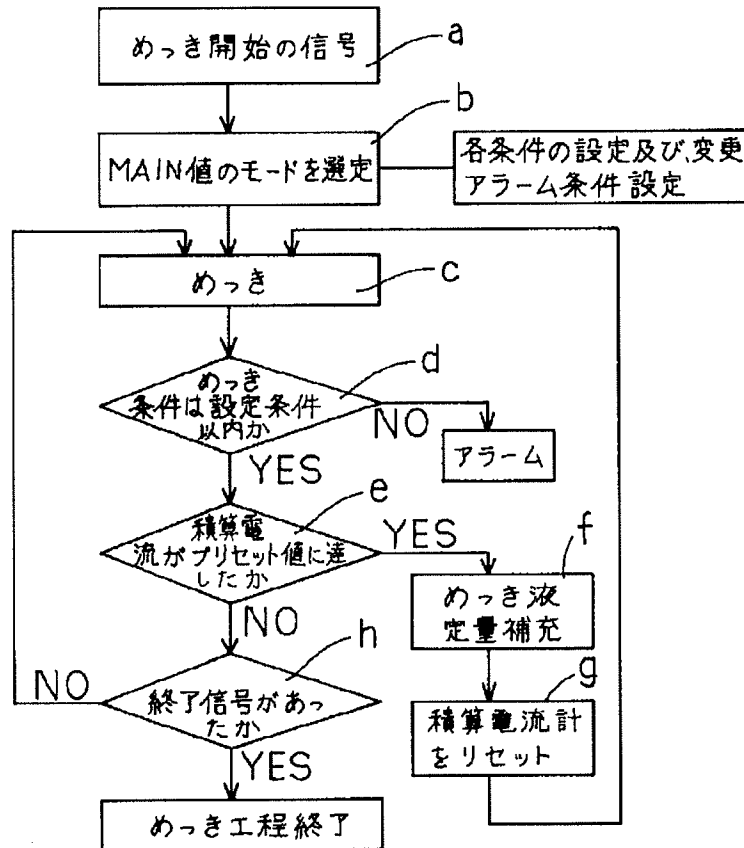 めっき開始の信号
a
b
MAIN値のモードを選定
各条件の設定及び、変更
アラーム条件設定
めっき
c
d
めっき
条件は設定条件
以内か
NO
アラーム
YES
e
積算電
流がプリセット値に達
したか
YES
f
めっき液
定量補充
NO
h
g
NO
終了信号があっ
たか
積算電流計
をリセット
YES
めっき工程終了